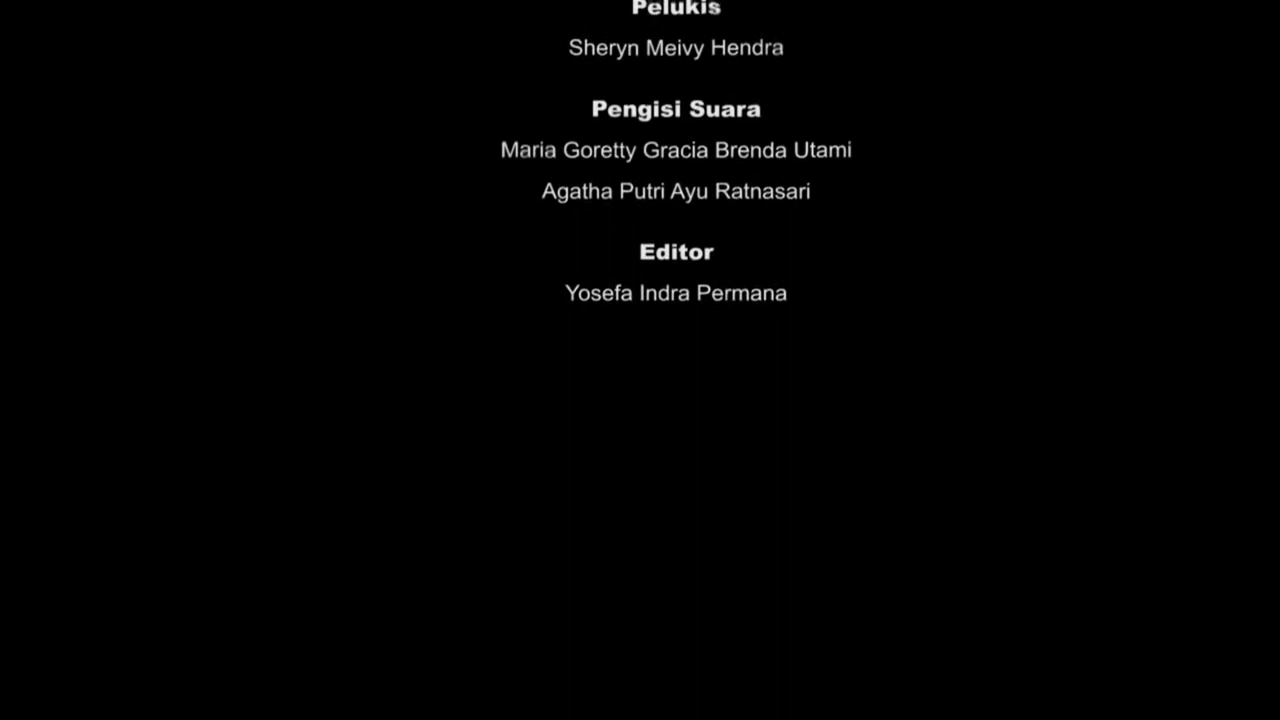 Pelukis
Sheryn Meivy Hendra
Pengisi Suara
Maria Goretty Gracia Brenda Utami
Agatha Putri Ayu Ratnasari
Editor
Yosefa Indra Permana